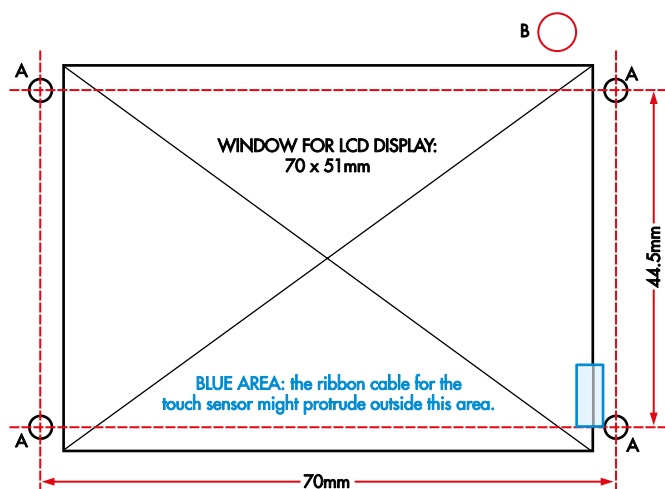 B
A
A
WINDOW FOR LCD DISPLAY:
70 x 51mm
44.5mm
BLUE AREA: the ribbon cable for the
touch sensor might protrude outside this area.
A
A
70mm